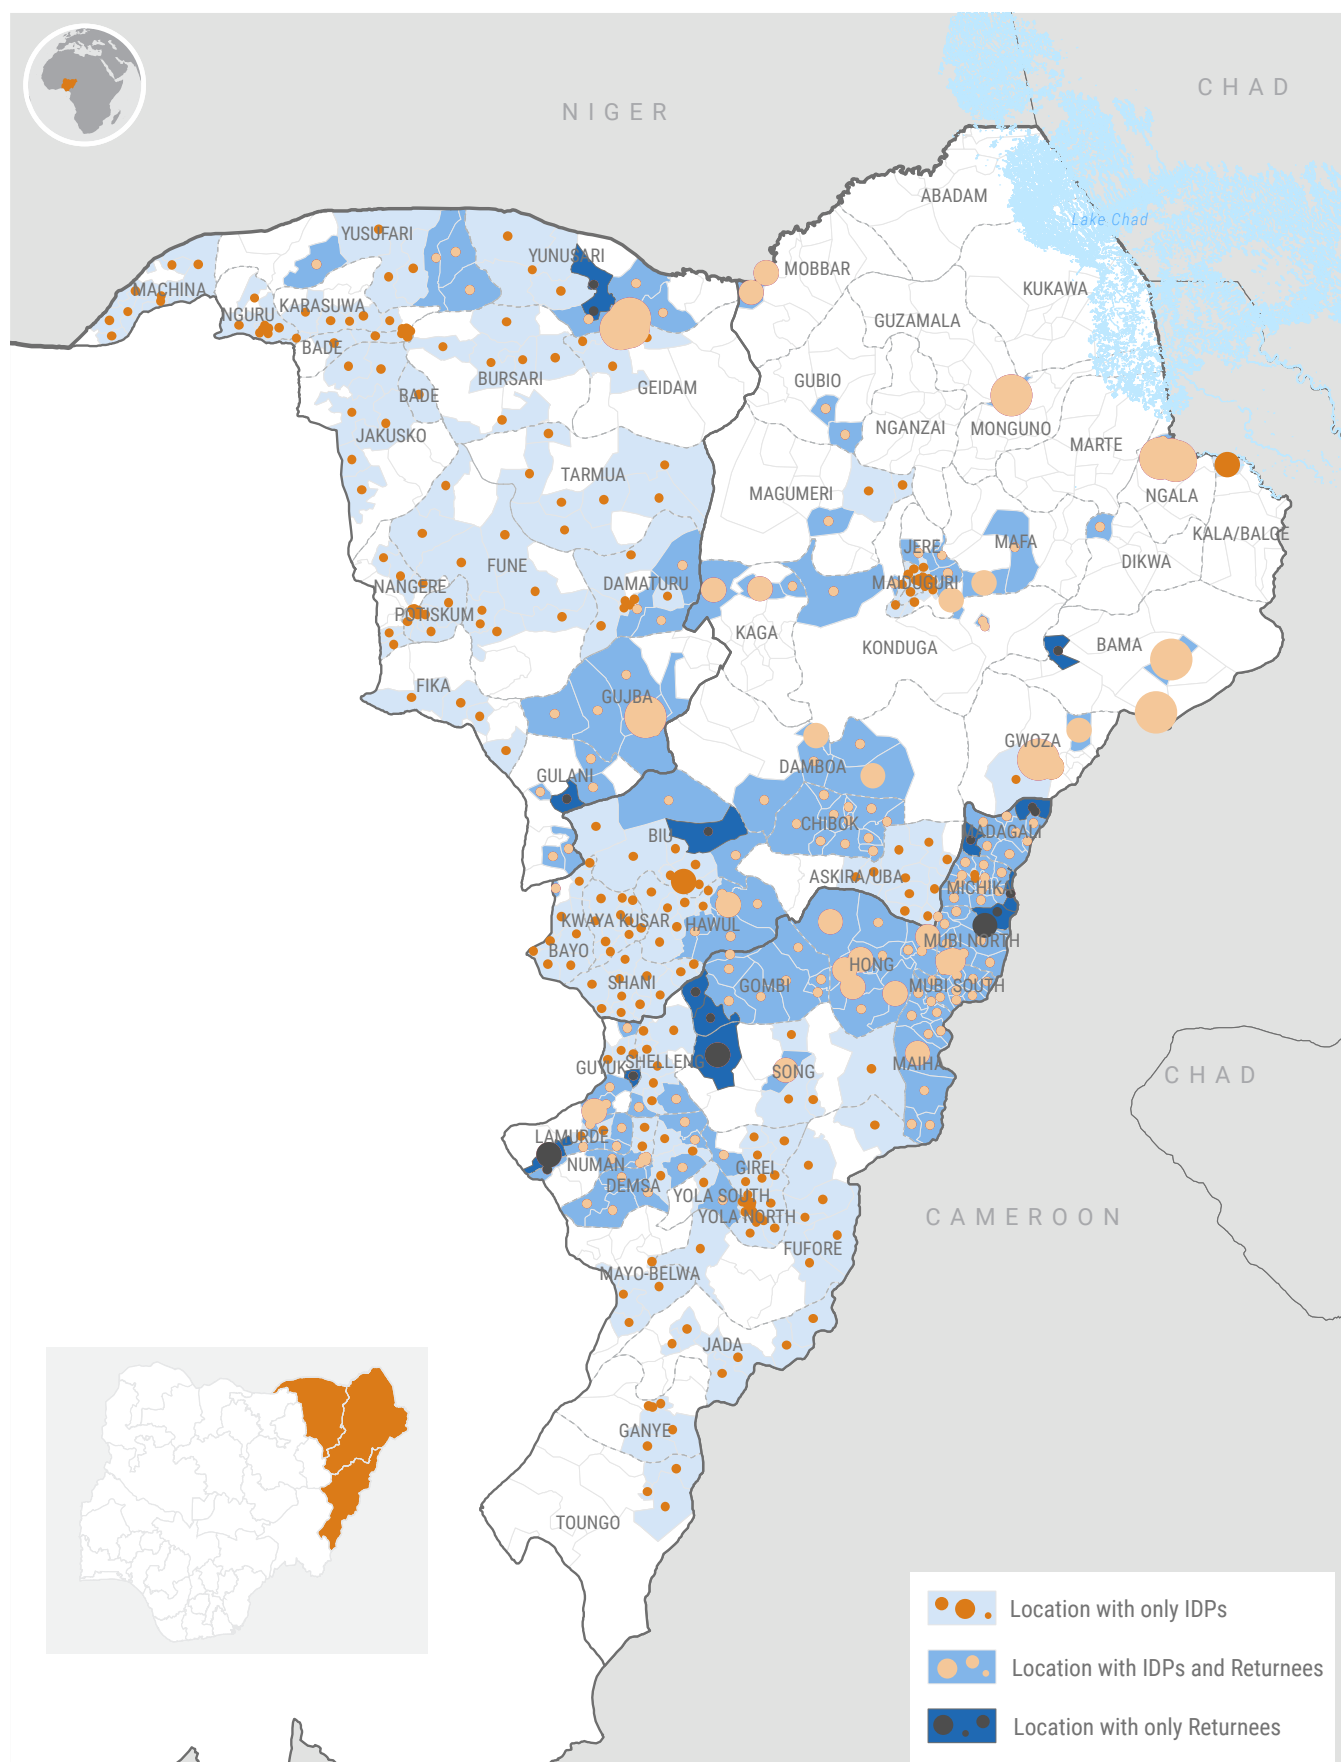 CHAD
NIGER
ABADAM
Lake Chad
YUSUFARI
YUNUSARI
MOBBAR
MACHINA
KUKAWA
NGURU
KARASUWA
GUZAMALA
BADE
BURSARI
GEIDAM
GUBIO
BADE
NGANZAI
MONGUNO
JAKUSKO
MARTE
TARMUA
MAGUMERI
NGALA
KALA/BALGE
JERE
MAFA
DIKWA
FUNE
NANGERE
DAMATURU
MAIDUGURI
POTISKUM
KAGA
KONDUGA
BAMA
FIKA
GUJBA
GWOZA
DAMBOA
GULANI
CHIBOK
MADAGALI
BIU
ASKIRA/UBA
MICHIKA
KWAYA KUSAR
HAWUL
MUBI NORTH
BAYO
HONG
SHANI
GOMBI
MUBI SOUTH
GUYUK
SHELLENG
SONG
MAIHA
CHAD
LAMURDE
NUMAN
GIREI
DEMSA
YOLA SOUTH
YOLA NORTH
CAMEROON
FUFORE
MAYO-BELWA
JADA
GANYE
TOUNGO
Location with only IDPs
Location with IDPs and Returnees
Location with only Returnees